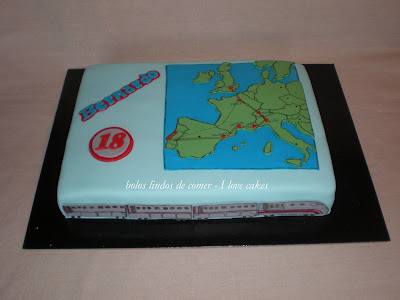 Bernardo
18
bolos lindos de comer - I love cakes